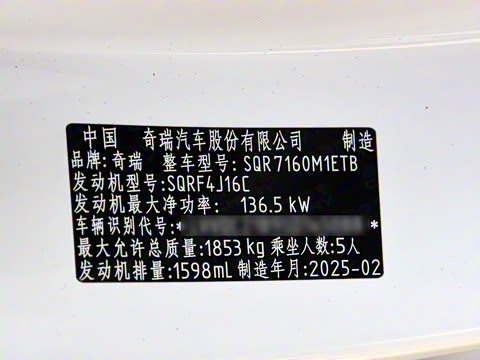 中国 奇瑞汽车股份有限公司 制造
品牌:奇瑞 整车型号:SQR7160M1ETB
发动机型号:SQRF4J16C
发动机最大净功率: 136.5 kW
车辆识别代号:* *
最大允许总质量:1853 kg 乘坐人数:5人
发动机排量:1598mL 制造年月:2025-02